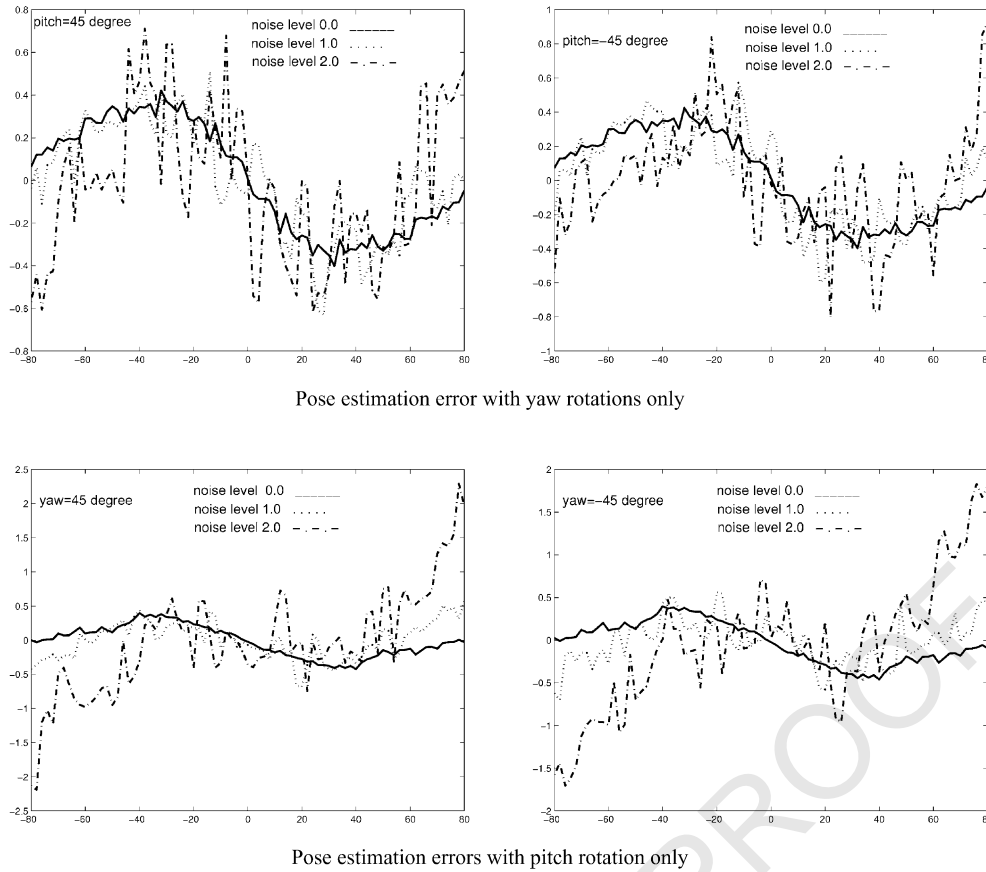 pitch=45 degree
noise level 0.0 ______
noise level 1.0 ......
noise level 2.0 -.-.-.-
0.8
0.6
0.4
0.2
0
−0.2
−0.4
−0.6
−0.8
−80 −60 −40 −20 0 20 40 60 80
pitch=−45 degree
noise level 0.0 ______
noise level 1.0 .....
noise level 2.0 -.-.-.-
1
0.8
0.6
0.4
0.2
0
−0.2
−0.4
−0.6
−0.8
−1
−80 −60 −40 −20 0 20 40 60 80
Pose estimation error with yaw rotations only
yaw=45 degree
noise level 0.0 ______
noise level 1.0 .....
noise level 2.0 -.-.-.-
2.5
2
1.5
1
0.5
0
−0.5
−1
−1.5
−2
−2.5
−80 −60 −40 −20 0 20 40 60 80
yaw=−45 degree
noise level 0.0 ______
noise level 1.0 .....
noise level 2.0 -.-.-.-
2
1.5
1
0.5
0
−0.5
−1
−1.5
−2
−80 −60 −40 −20 0 20 40 60 80
Pose estimation errors with pitch rotation only
PROOF